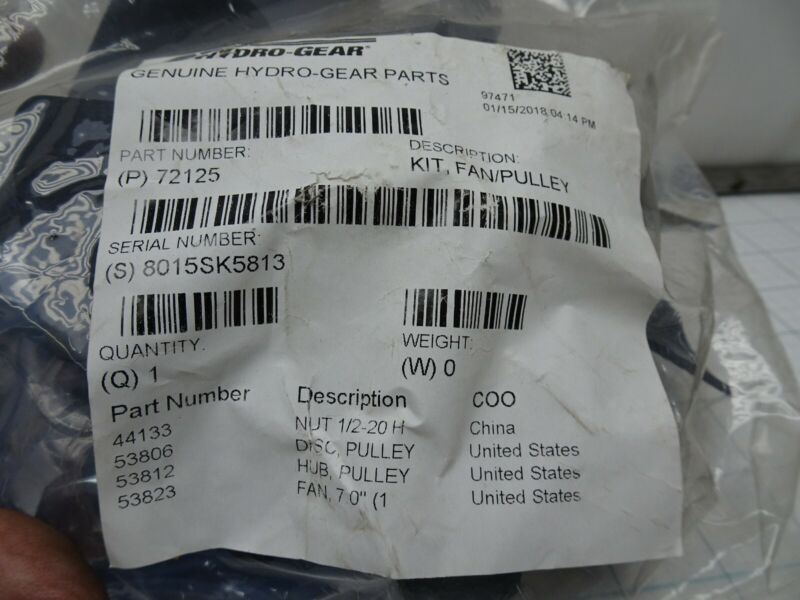 HYDRO-GEAR®
GENUINE HYDRO-GEAR PARTS
97471
01/15/2018 04:14 PM
PART NUMBER:
(P) 72125
DESCRIPTION:
KIT, FAN/PULLEY
SERIAL NUMBER:
(S) 8015SK5813
QUANTITY:
(Q) 1
WEIGHT:
(W) 0
Part Number Description COO
44133 NUT 1/2-20 H China
53806 DISC, PULLEY United States
53812 HUB, PULLEY United States
53823 FAN, 7.0" (1 United States